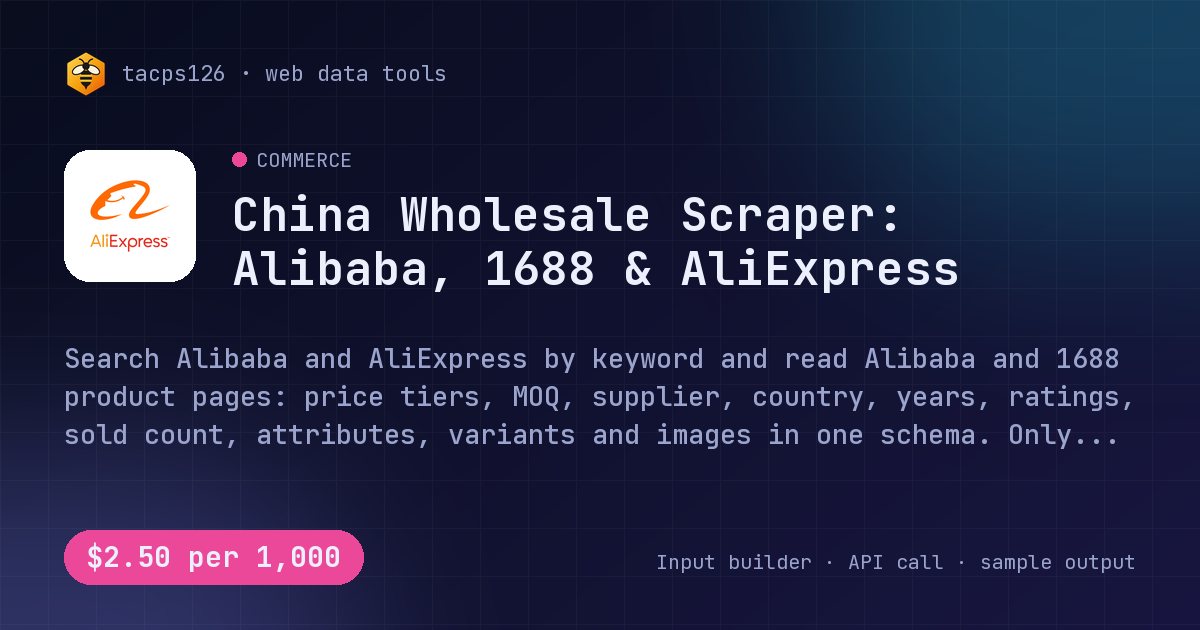 tacps126 · web data tools
COMMERCE
China Wholesale Scraper:
Alibaba, 1688 & AliExpress
AliExpress
Search Alibaba and AliExpress by keyword and read Alibaba and 1688
product pages: price tiers, MOQ, supplier, country, years, ratings,
sold count, attributes, variants and images in one schema. Only...
$2.50 per 1,000
Input builder · API call · sample output